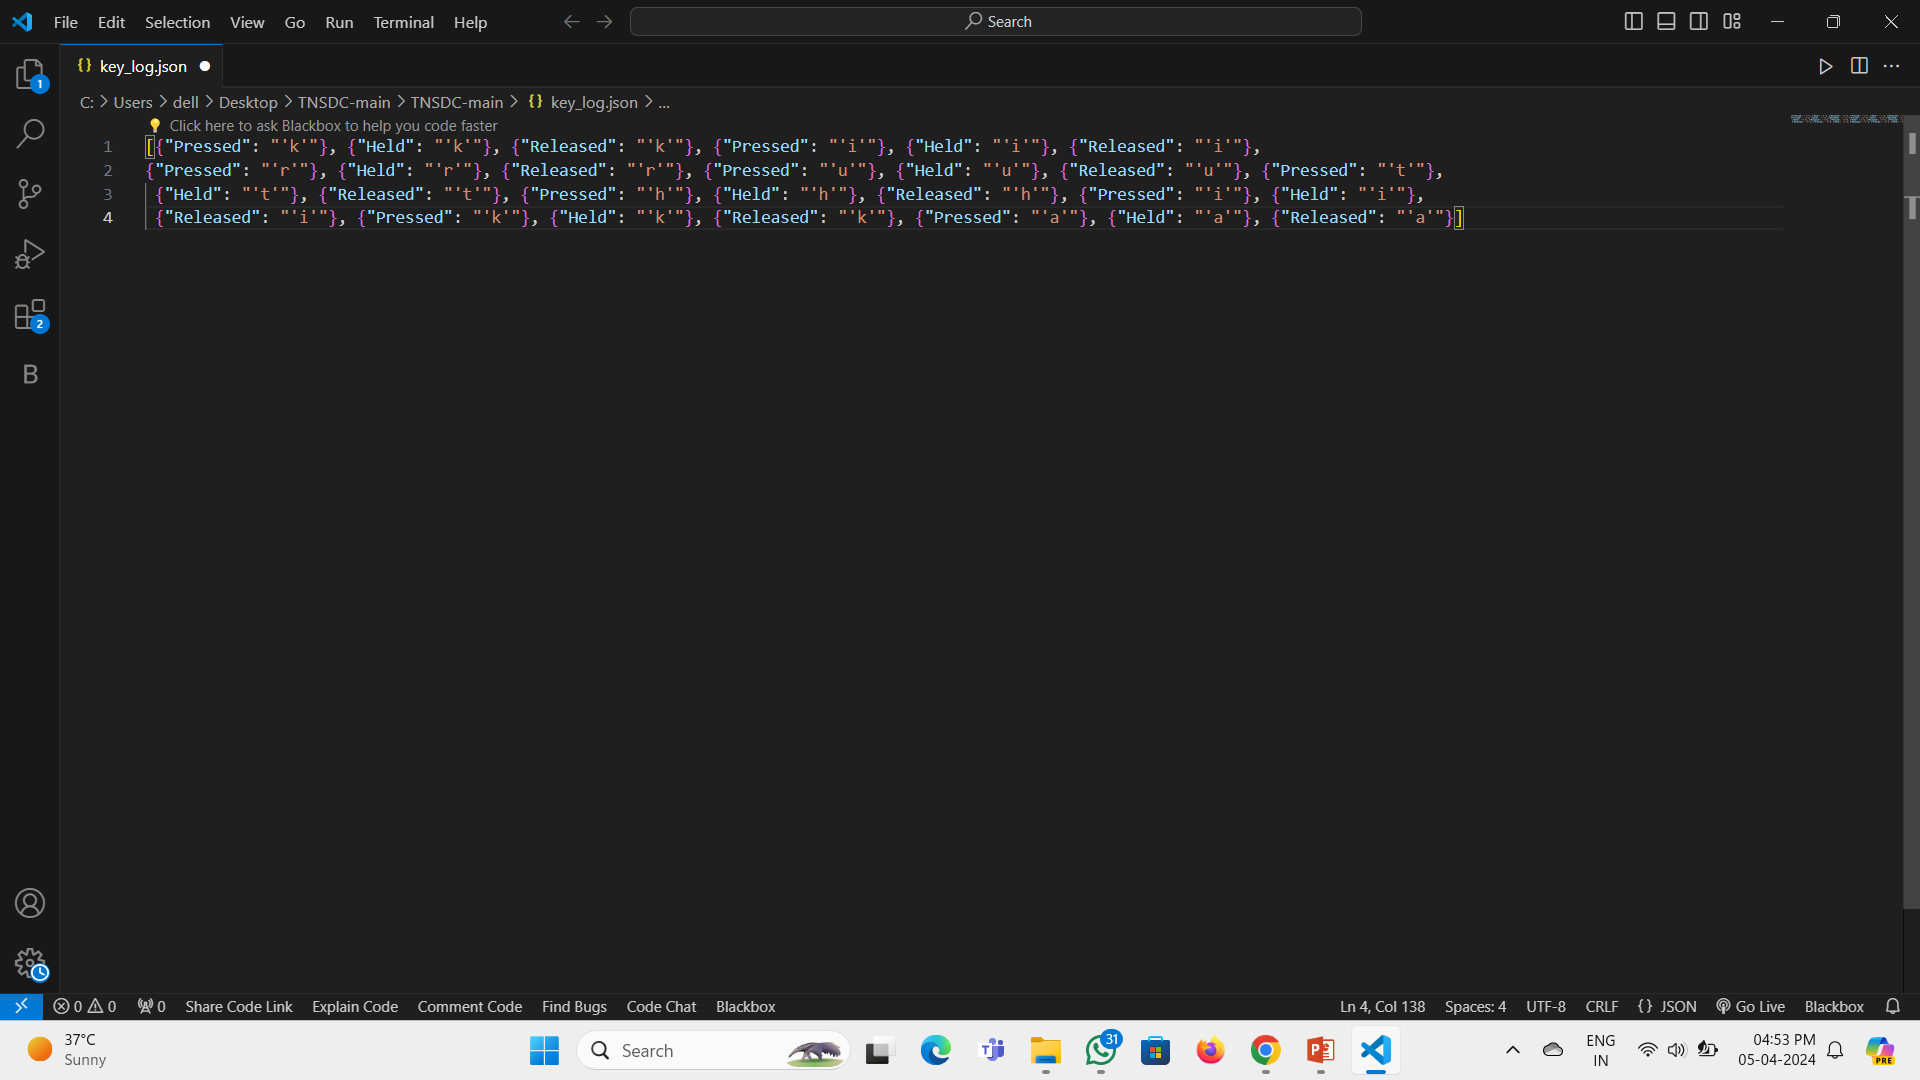 File Edit Selection View Go Run Terminal Help
Search
1
{} key_log.json
C: > Users > dell > Desktop > TNSDC-main > TNSDC-main > {} key_log.json > ...
Click here to ask Blackbox to help you code faster
1 [{"Pressed": "'k'"}, {"Held": "'k'"}, {"Released": "'k'"}, {"Pressed": "'i'"}, {"Held": "'i'"}, {"Released": "'i'"},
2 {"Pressed": "'r'"}, {"Held": "'r'"}, {"Released": "'r'"}, {"Pressed": "'u'"}, {"Held": "'u'"}, {"Released": "'u'"}, {"Pressed": "'t'"},
3 {"Held": "'t'"}, {"Released": "'t'"}, {"Pressed": "'h'"}, {"Held": "'h'"}, {"Released": "'h'"}, {"Pressed": "'i'"}, {"Held": "'i'"},
4 {"Released": "'i'"}, {"Pressed": "'k'"}, {"Held": "'k'"}, {"Released": "'k'"}, {"Pressed": "'a'"}, {"Held": "'a'"}, {"Released": "'a'"}]
2
B
0 0 0 Share Code Link Explain Code Comment Code Find Bugs Code Chat Blackbox Ln 4, Col 138 Spaces: 4 UTF-8 CRLF {} JSON Go Live Blackbox
37°C
Sunny
Search
31
ENG
IN
04:53 PM
05-04-2024
PRE